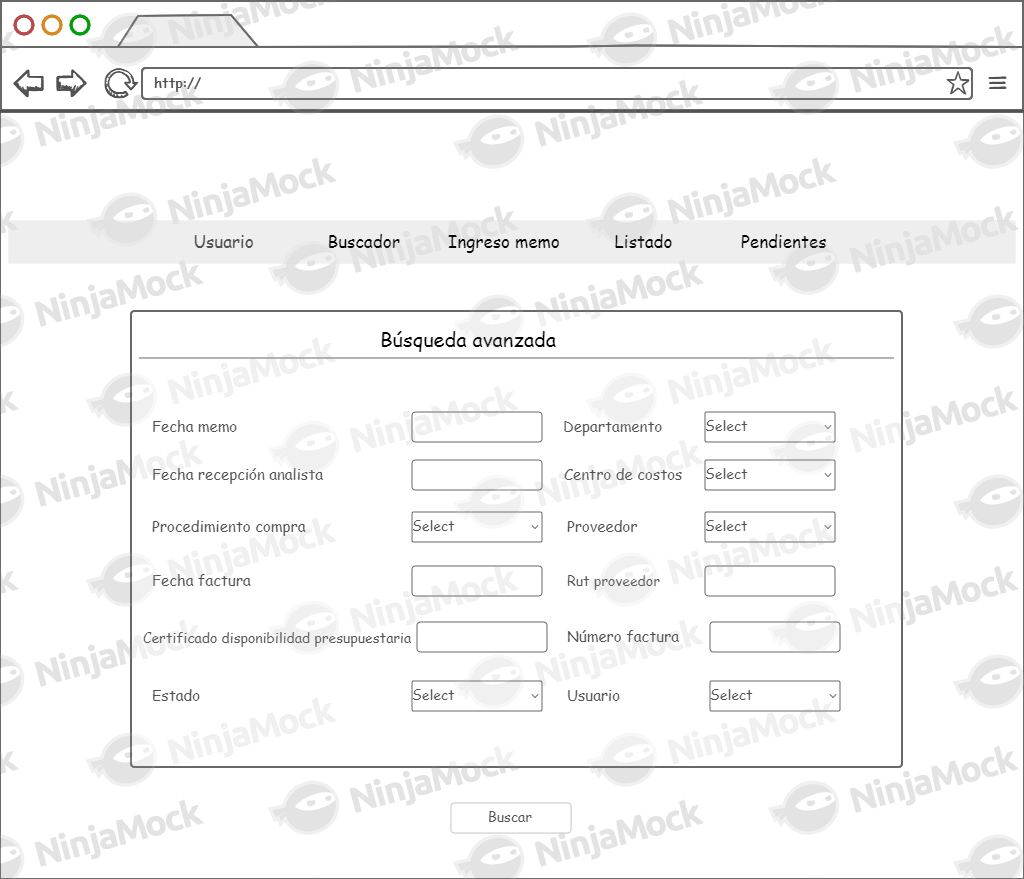 http://
Usuario Buscador Ingreso memo Listado Pendientes
Búsqueda avanzada
Fecha memo Departamento Select
Fecha recepción analista Centro de costos Select
Procedimiento compra Select Proveedor Select
Fecha factura Rut proveedor
Certificado disponibilidad presupuestaria Número factura
Estado Select Usuario Select
Buscar
NinjaMock